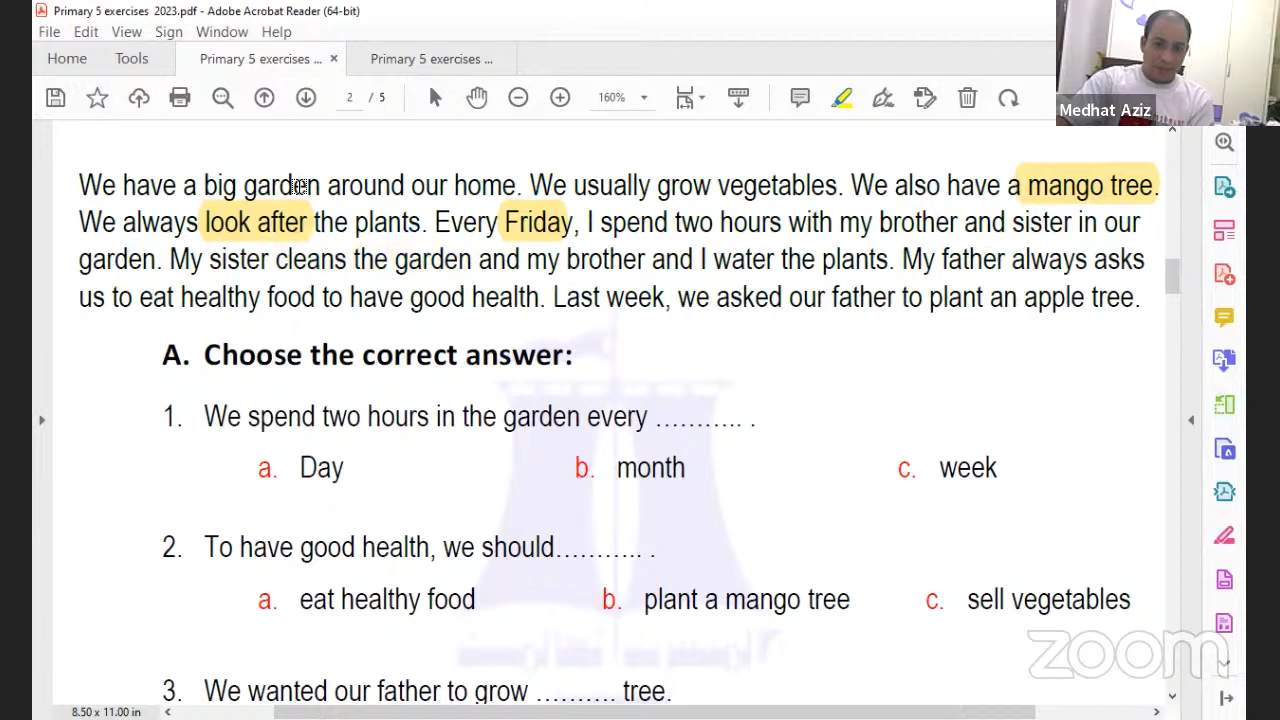 Primary 5 exercises 2023.pdf - Adobe Acrobat Reader (64-bit)
File Edit View Sign Window Help
Home Tools Primary 5 exercises ... × Primary 5 exercises ...
2 / 5 160%
Medhat Aziz
We have a big garden around our home. We usually grow vegetables. We also have a mango tree.
We always look after the plants. Every Friday, I spend two hours with my brother and sister in our
garden. My sister cleans the garden and my brother and I water the plants. My father always asks
us to eat healthy food to have good health. Last week, we asked our father to plant an apple tree.
A. Choose the correct answer:
1. We spend two hours in the garden every ……….. .
a. Day b. month c. week
2. To have good health, we should……….. .
a. eat healthy food b. plant a mango tree c. sell vegetables
zoom
3. We wanted our father to grow ………. tree.
8.50 x 11.00 in